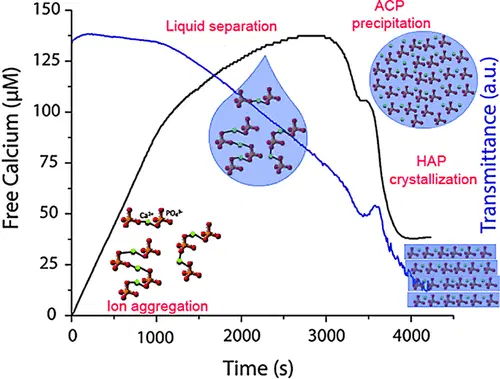 Liquid separation
ACP
precipitation
HAP
crystallization
Ca²⁺ PO₄³⁻
Ion aggregation
Free Calcium (µM)
150
125
100
75
50
25
0
0 1000 2000 3000 4000
Time (s)
Transmittance (a.u.)